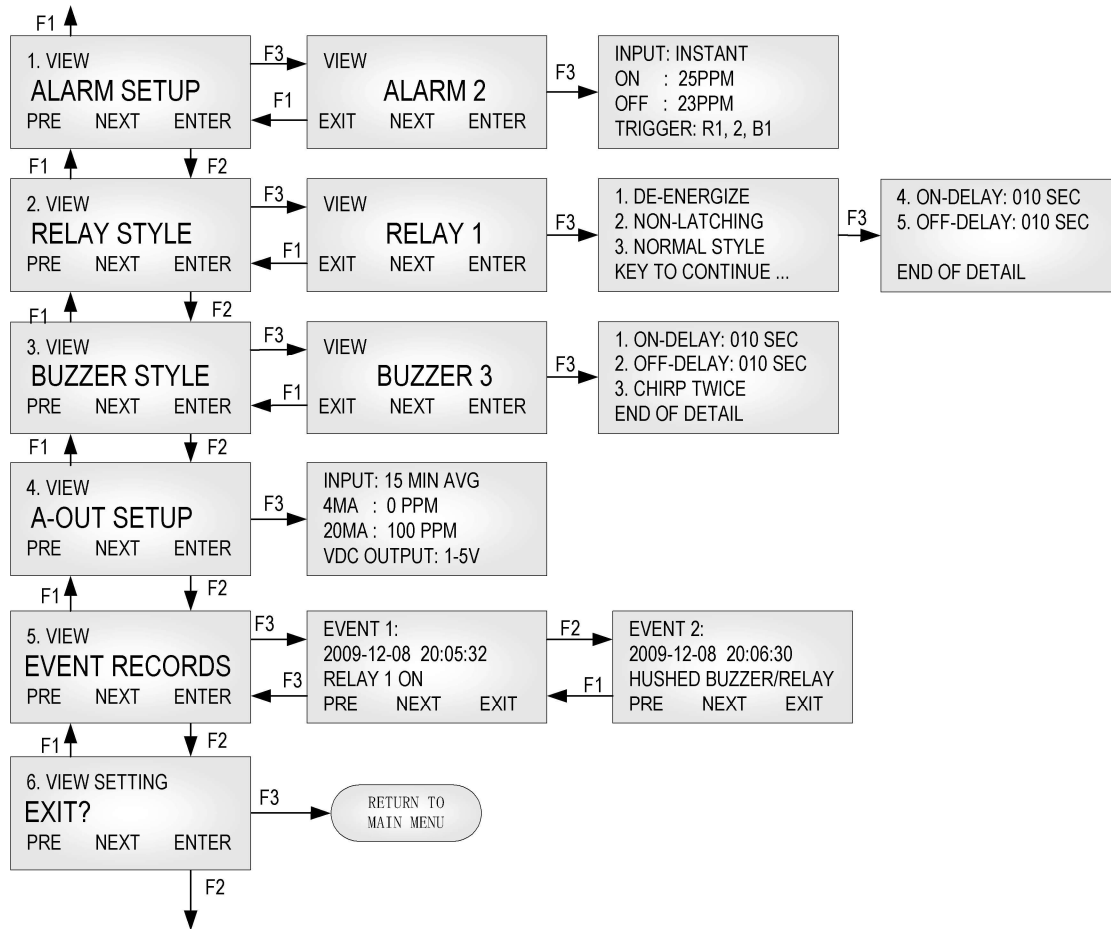 F1
1. VIEW
ALARM SETUP
PRE NEXT ENTER
F3
F1
VIEW
ALARM 2
EXIT NEXT ENTER
F3
INPUT: INSTANT
ON : 25PPM
OFF : 23PPM
TRIGGER: R1, 2, B1
F1
F2
2. VIEW
RELAY STYLE
PRE NEXT ENTER
F3
F1
VIEW
RELAY 1
EXIT NEXT ENTER
F3
1. DE-ENERGIZE
2. NON-LATCHING
3. NORMAL STYLE
KEY TO CONTINUE ...
F3
4. ON-DELAY: 010 SEC
5. OFF-DELAY: 010 SEC
END OF DETAIL
F1
F2
3. VIEW
BUZZER STYLE
PRE NEXT ENTER
F3
F1
VIEW
BUZZER 3
EXIT NEXT ENTER
F3
1. ON-DELAY: 010 SEC
2. OFF-DELAY: 010 SEC
3. CHIRP TWICE
END OF DETAIL
F1
F2
4. VIEW
A-OUT SETUP
PRE NEXT ENTER
F3
INPUT: 15 MIN AVG
4MA : 0 PPM
20MA : 100 PPM
VDC OUTPUT: 1-5V
F1
F2
5. VIEW
EVENT RECORDS
PRE NEXT ENTER
F3
F3
EVENT 1:
2009-12-08 20:05:32
RELAY 1 ON
PRE NEXT EXIT
F2
F1
EVENT 2:
2009-12-08 20:06:30
HUSHED BUZZER/RELAY
PRE NEXT EXIT
F1
F2
6. VIEW SETTING
EXIT?
PRE NEXT ENTER
F3
RETURN TO
MAIN MENU
F2